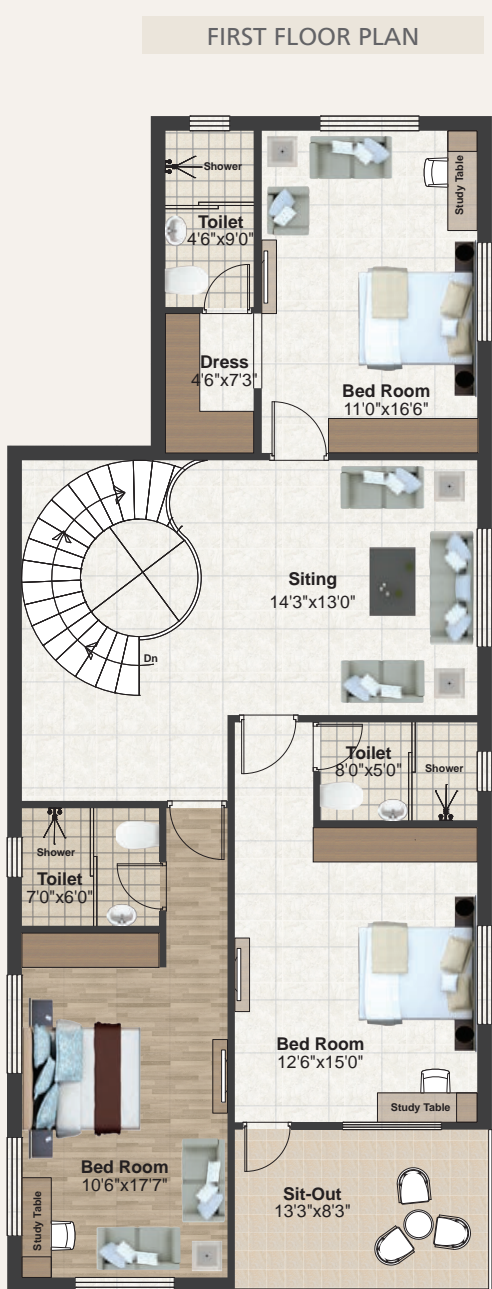 FIRST FLOOR PLAN
Shower
Toilet
4'6"x9'0"
Study Table
Dress
4'6"x7'3"
Bed Room
11'0"x16'6"
Siting
14'3"x13'0"
Dn
Toilet
8'0"x5'0"
Shower
Shower
Toilet
7'0"x6'0"
Bed Room
12'6"x15'0"
Study Table
Bed Room
10'6"x17'7"
Study Table
Sit-Out
13'3"x8'3"